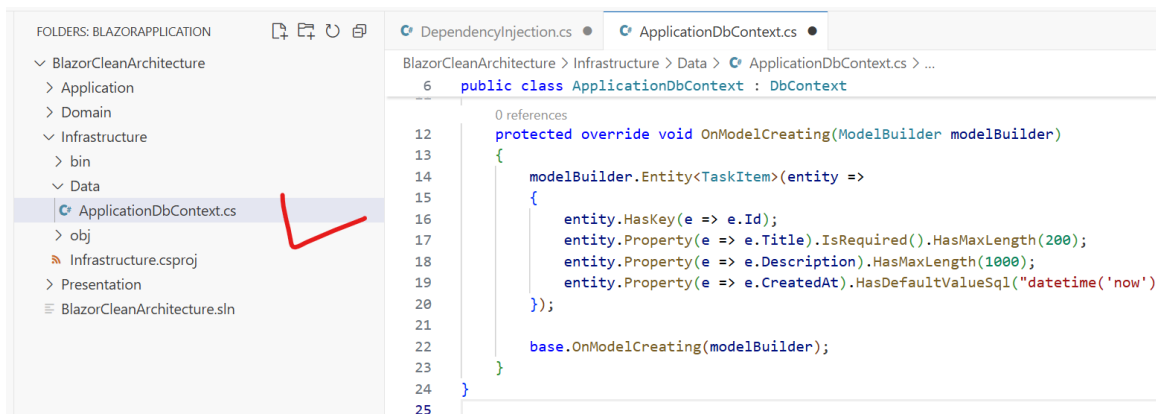 FOLDERS: BLAZORAPPLICATION
BlazorCleanArchitecture
Application
Domain
Infrastructure
bin
Data
ApplicationDbContext.cs
obj
Infrastructure.csproj
Presentation
BlazorCleanArchitecture.sln
DependencyInjection.cs ● ApplicationDbContext.cs ●
BlazorCleanArchitecture > Infrastructure > Data > ApplicationDbContext.cs > ...
6 public class ApplicationDbContext : DbContext
0 references
12 protected override void OnModelCreating(ModelBuilder modelBuilder)
13 {
14 modelBuilder.Entity<TaskItem>(entity =>
15 {
16 entity.HasKey(e => e.Id);
17 entity.Property(e => e.Title).IsRequired().HasMaxLength(200);
18 entity.Property(e => e.Description).HasMaxLength(1000);
19 entity.Property(e => e.CreatedAt).HasDefaultValueSql("datetime('now')
20 });
21
22 base.OnModelCreating(modelBuilder);
23 }
24 }
25